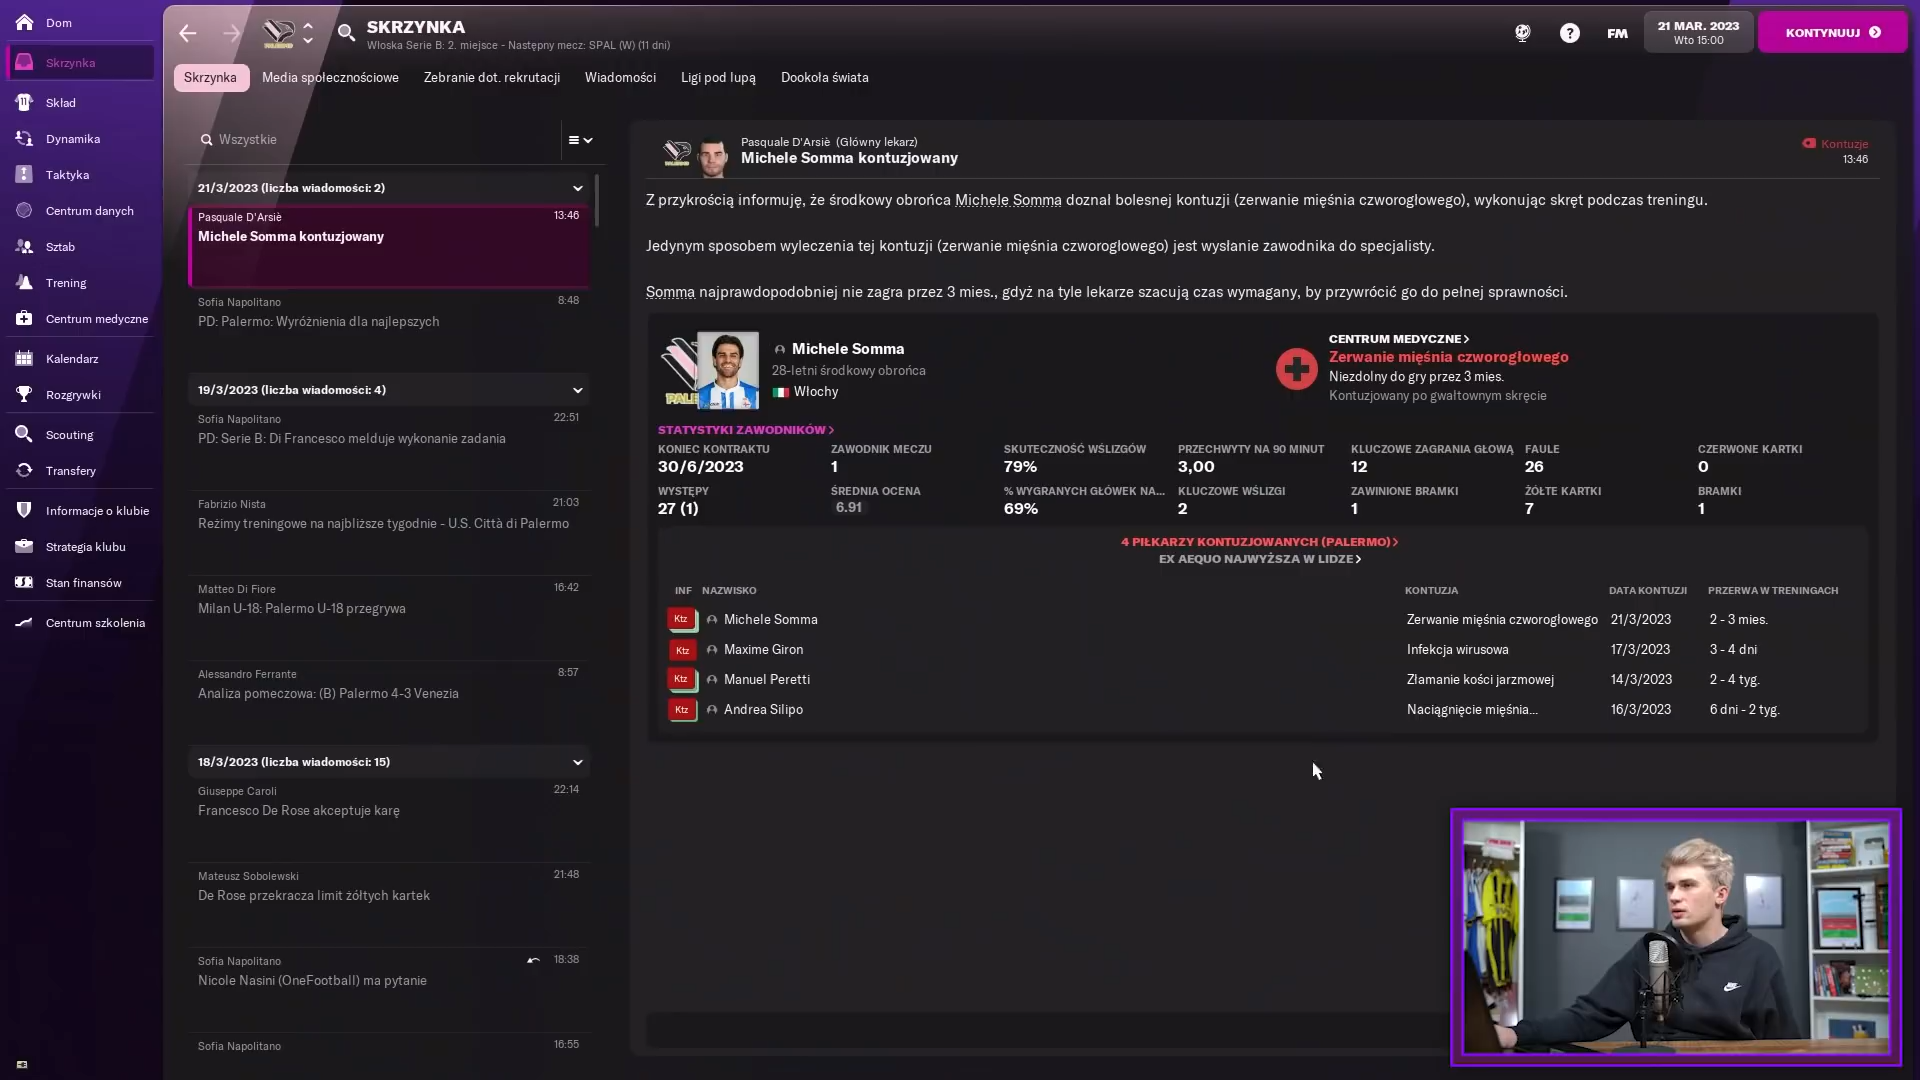 Dom
Skrzynka
Skład
Dynamika
Taktyka
Centrum danych
Sztab
Trening
Centrum medyczne
Kalendarz
Rozgrywki
Scouting
Transfery
Informacje o klubie
Strategia klubu
Stan finansów
Centrum szkolenia
SKRZYNKA
Włoska Serie B: 2. miejsce - Następny mecz: SPAL (W) (11 dni)
FM
21 MAR. 2023
Wto 15:00
KONTYNUUJ
Skrzynka Media społecznościowe Zebranie dot. rekrutacji Wiadomości Ligi pod lupą Dookoła świata
Wszystkie
21/3/2023 (liczba wiadomości: 2)
Pasquale D'Arsiè 13:46
Michele Somma kontuzjowany
Sofia Napolitano 8:48
PD: Palermo: Wyróżnienia dla najlepszych
19/3/2023 (liczba wiadomości: 4)
Sofia Napolitano 22:51
PD: Serie B: Di Francesco melduje wykonanie zadania
Fabrizio Nista 21:03
Reżimy treningowe na najbliższe tygodnie - U.S. Città di Palermo
Matteo Di Fiore 16:42
Milan U-18: Palermo U-18 przegrywa
Alessandro Ferrante 8:57
Analiza pomeczowa: (B) Palermo 4-3 Venezia
18/3/2023 (liczba wiadomości: 15)
Giuseppe Caroli 22:14
Francesco De Rose akceptuje karę
Mateusz Sobolewski 21:48
De Rose przekracza limit żółtych kartek
Sofia Napolitano 18:38
Nicole Nasini (OneFootball) ma pytanie
Sofia Napolitano 16:55
Pasquale D'Arsiè (Główny lekarz)
Michele Somma kontuzjowany
Kontuzje
13:46
Z przykrością informuję, że środkowy obrońca Michele Somma doznał bolesnej kontuzji (zerwanie mięśnia czworogłowego), wykonując skręt podczas treningu.
Jedynym sposobem wyleczenia tej kontuzji (zerwanie mięśnia czworogłowego) jest wysłanie zawodnika do specjalisty.
Somma najprawdopodobniej nie zagra przez 3 mies., gdyż na tyle lekarze szacują czas wymagany, by przywrócić go do pełnej sprawności.
Michele Somma
28-letni środkowy obrońca
Włochy
CENTRUM MEDYCZNE
Zerwanie mięśnia czworogłowego
Niezdolny do gry przez 3 mies.
Kontuzjowany po gwałtownym skręcie
STATYSTYKI ZAWODNIKÓW
KONIEC KONTRAKTU ZAWODNIK MECZU SKUTECZNOŚĆ WŚLIZGÓW PRZECHWYTY NA 90 MINUT KLUCZOWE ZAGRANIA GŁOWĄ FAULE CZERWONE KARTKI
30/6/2023 1 79% 3,00 12 26 0
WYSTĘPY ŚREDNIA OCENA % WYGRANYCH GŁÓWEK NA... KLUCZOWE WŚLIZGI ZAWINIONE BRAMKI ŻÓŁTE KARTKI BRAMKI
27 (1) 6.91 69% 2 1 7 1
4 PIŁKARZY KONTUZJOWANYCH (PALERMO)
EX AEQUO NAJWYŻSZA W LIDZE
INF NAZWISKO KONTUZJA DATA KONTUZJI PRZERWA W TRENINGACH
Ktz Michele Somma Zerwanie mięśnia czworogłowego 21/3/2023 2 - 3 mies.
Ktz Maxime Giron Infekcja wirusowa 17/3/2023 3 - 4 dni
Ktz Manuel Peretti Złamanie kości jarzmowej 14/3/2023 2 - 4 tyg.
Ktz Andrea Silipo Naciągnięcie mięśnia... 16/3/2023 6 dni - 2 tyg.